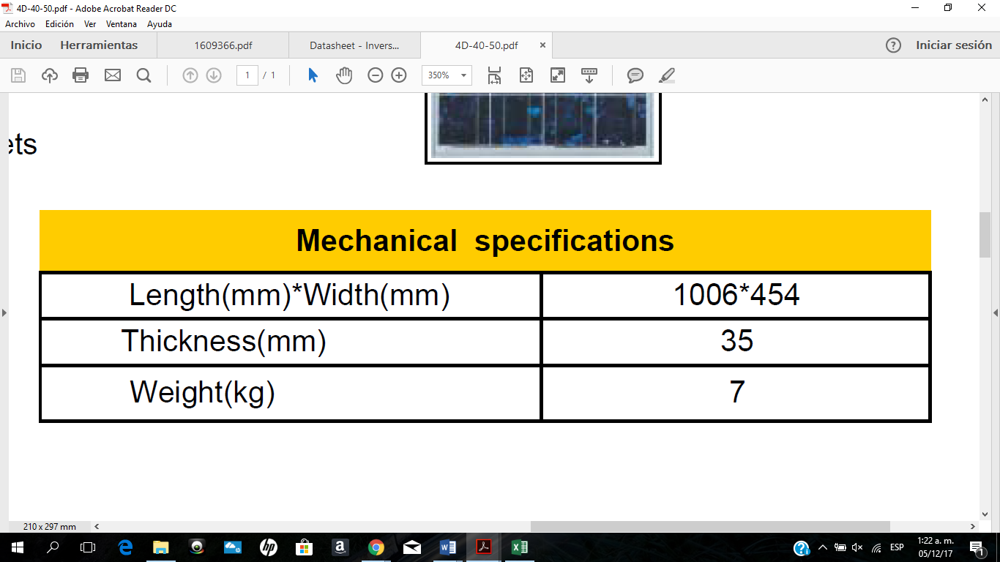 4D-40-50.pdf - Adobe Acrobat Reader DC
Archivo Edición Ver Ventana Ayuda
Inicio Herramientas 1609366.pdf Datasheet - Invers... 4D-40-50.pdf × ? Iniciar sesión
1 / 1 350%
ets
Mechanical specifications
Length(mm)*Width(mm) 1006*454
Thickness(mm) 35
Weight(kg) 7
210 x 297 mm
hp a ESP 1:22 a. m.
05/12/17 1